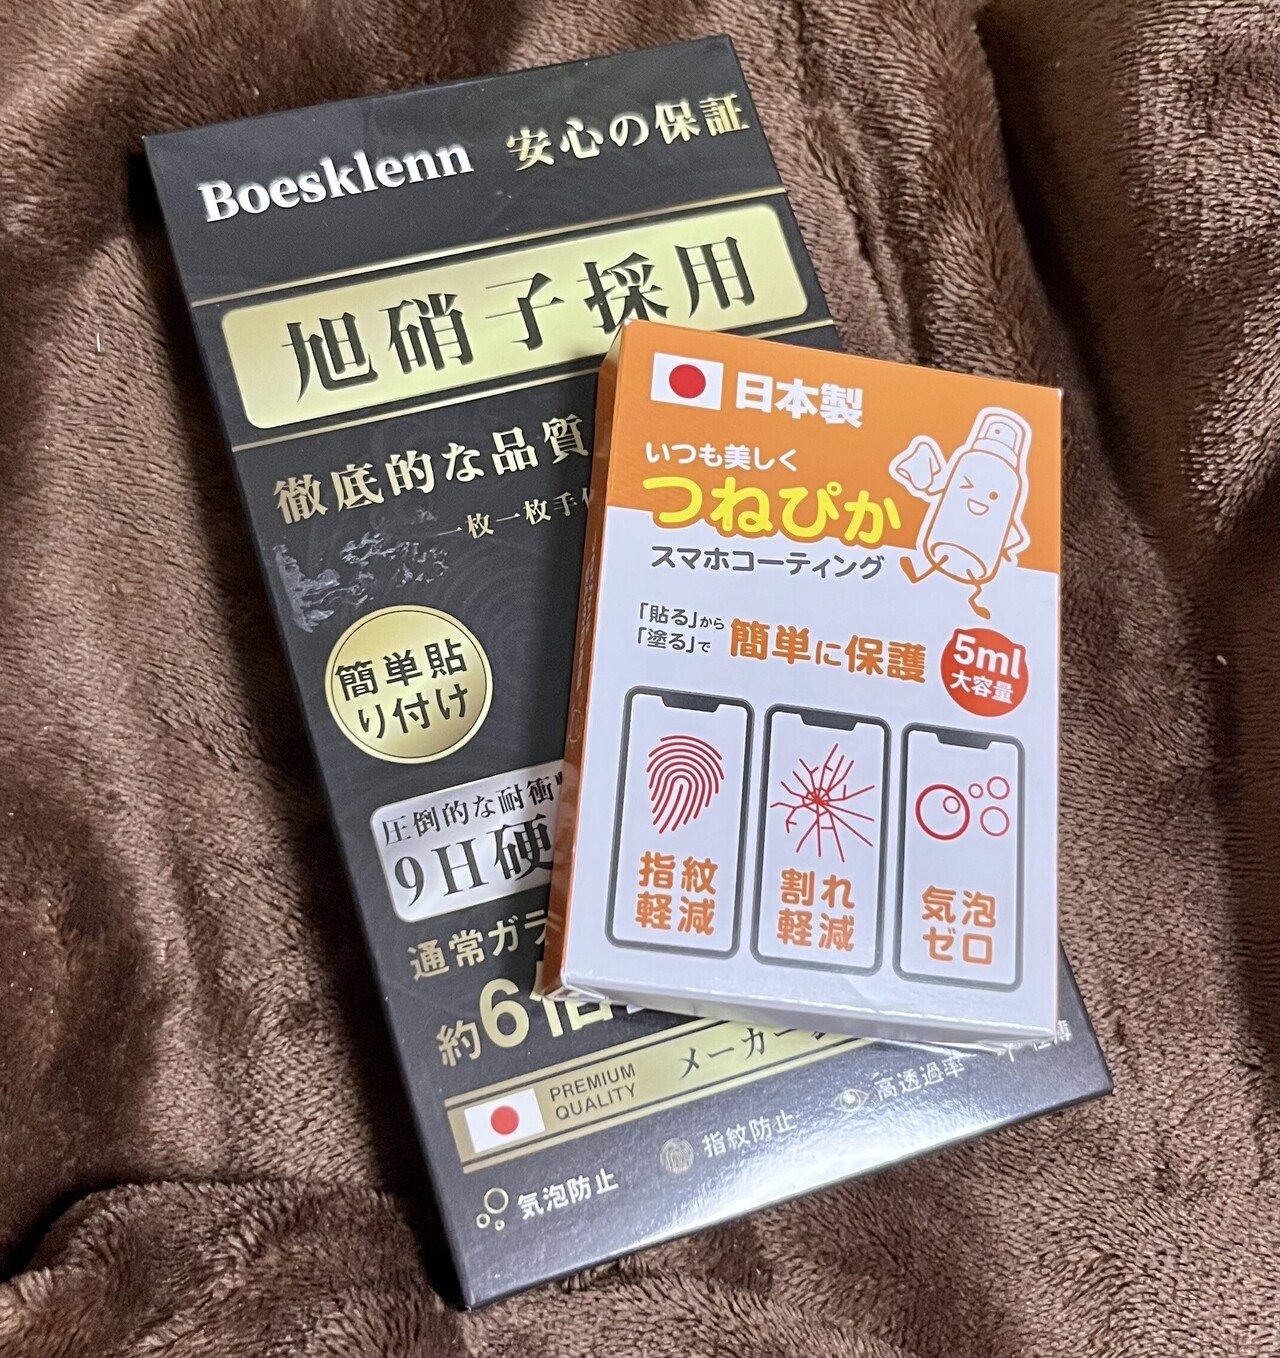 Boesklenn 安心の保証
旭硝子採用
徹底的な品質
一枚一枚手
簡単貼
り付け
圧倒的な耐衝
9H硬
通常ガラ
約6倍
PREMIUM
QUALITY
メーカー
気泡防止
指紋防止
高透過率
日本製
いつも美しく
つねぴか
スマホコーティング
「貼る」から
「塗る」で
簡単に保護
5ml
大容量
指紋
軽減
割れ
軽減
気泡
ゼロ